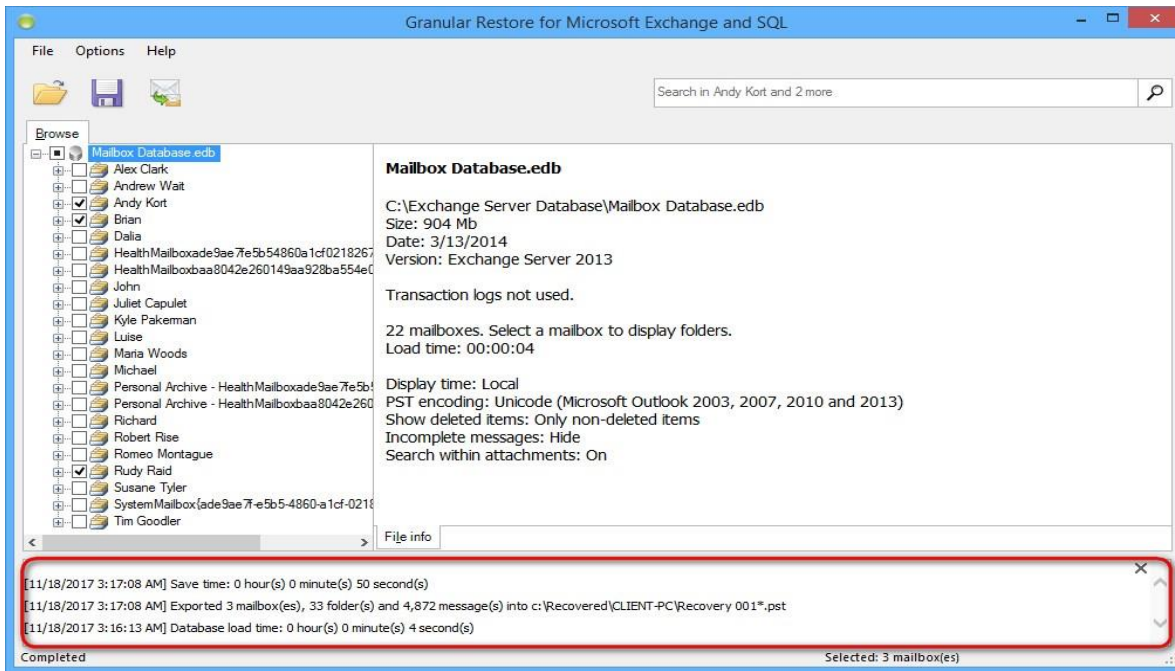 Granular Restore for Microsoft Exchange and SQL
File Options Help
Search in Andy Kort and 2 more
Browse
Mailbox Database.edb
Alex Clark
Andrew Wait
Andy Kort
Brian
Dalia
HealthMailboxade9ae7fe5b54860a1cf0218267
HealthMailboxbaa8042e260149aa928ba554e0
John
Juliet Capulet
Kyle Pakerman
Luise
Maria Woods
Michael
Personal Archive - HealthMailboxade9ae7fe5b5
Personal Archive - HealthMailboxbaa8042e260
Richard
Robert Rise
Romeo Montague
Rudy Raid
Susane Tyler
SystemMailbox{ade9ae7f-e5b5-4860-a1cf-0218
Tim Goodler
Mailbox Database.edb
C:\Exchange Server Database\Mailbox Database.edb
Size: 904 Mb
Date: 3/13/2014
Version: Exchange Server 2013
Transaction logs not used.
22 mailboxes. Select a mailbox to display folders.
Load time: 00:00:04
Display time: Local
PST encoding: Unicode (Microsoft Outlook 2003, 2007, 2010 and 2013)
Show deleted items: Only non-deleted items
Incomplete messages: Hide
Search within attachments: On
File info
[11/18/2017 3:17:08 AM] Save time: 0 hour(s) 0 minute(s) 50 second(s)
[11/18/2017 3:17:08 AM] Exported 3 mailbox(es), 33 folder(s) and 4,872 message(s) into c:\Recovered\CLIENT-PC\Recovery 001*.pst
[11/18/2017 3:16:13 AM] Database load time: 0 hour(s) 0 minute(s) 4 second(s)
Completed
Selected: 3 mailbox(es)